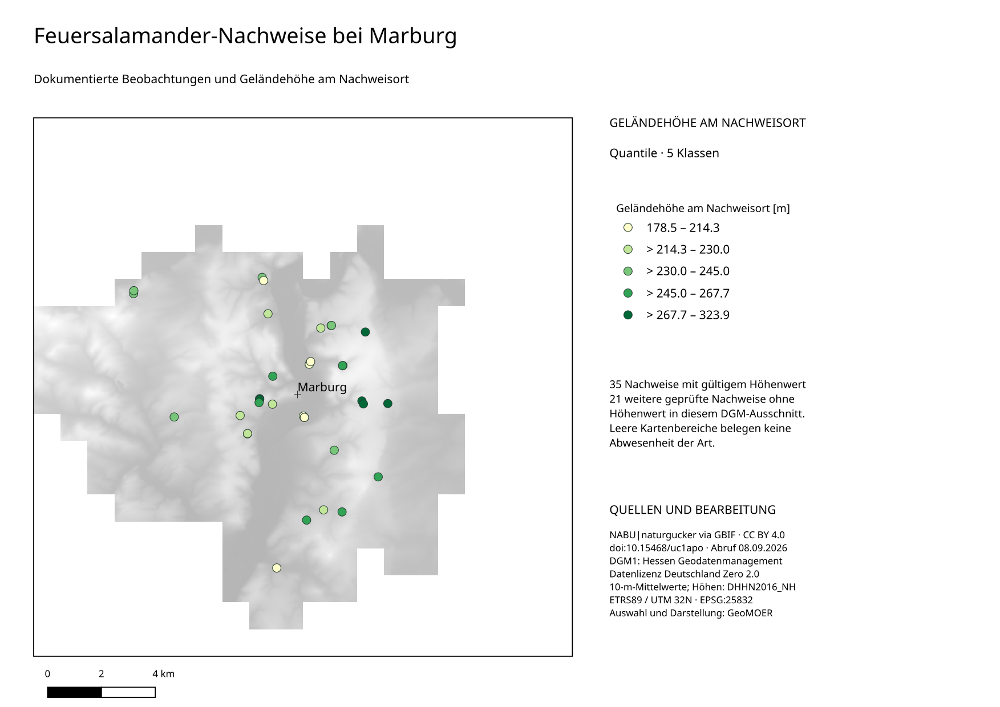 Feuersalamander-Nachweise bei Marburg
Dokumentierte Beobachtungen und Geländehöhe am Nachweisort
Marburg
0 2 4 km
GELÄNDEHÖHE AM NACHWEISORT
Quantile · 5 Klassen
Geländehöhe am Nachweisort [m]
178.5 – 214.3
> 214.3 – 230.0
> 230.0 – 245.0
> 245.0 – 267.7
> 267.7 – 323.9
35 Nachweise mit gültigem Höhenwert
21 weitere geprüfte Nachweise ohne
Höhenwert in diesem DGM-Ausschnitt.
Leere Kartenbereiche belegen keine
Abwesenheit der Art.
QUELLEN UND BEARBEITUNG
NABU|naturgucker via GBIF · CC BY 4.0
doi:10.15468/uc1apo · Abruf 08.09.2026
DGM1: Hessen Geodatenmanagement
Datenlizenz Deutschland Zero 2.0
10-m-Mittelwerte; Höhen: DHHN2016_NH
ETRS89 / UTM 32N · EPSG:25832
Auswahl und Darstellung: GeoMOER